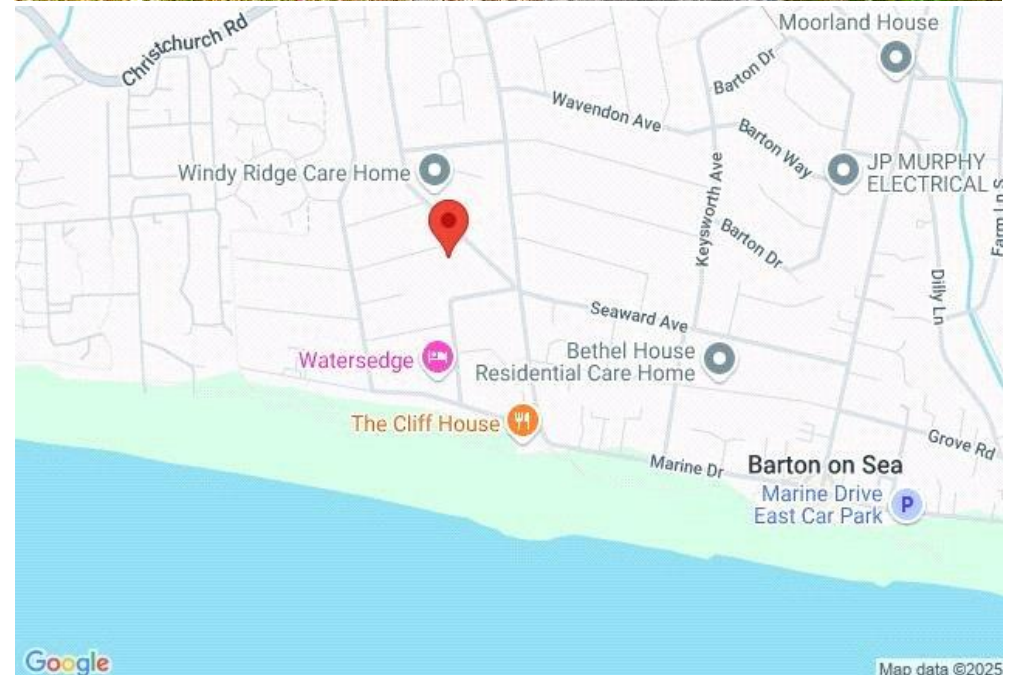 Moorland House
Christchurch Rd
Barton Dr
Wavendon Ave
Barton Way
JP MURPHY
ELECTRICAL
Windy Ridge Care Home
Keysworth Ave
Farm Ln S
Barton Dr
Dilly Ln
Seaward Ave
Bethel House
Residential Care Home
Watersedge
The Cliff House
Grove Rd
Marine Dr
Barton on Sea
Marine Drive
East Car Park
P
Google
Map data ©2025